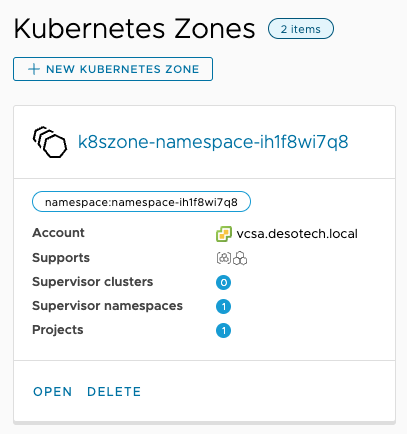 Kubernetes Zones 2 items
+ NEW KUBERNETES ZONE
k8szone-namespace-ih1f8wi7q8
namespace:namespace-ih1f8wi7q8
Account vcsa.desotech.local
Supports
Supervisor clusters 0
Supervisor namespaces 1
Projects 1
OPEN DELETE